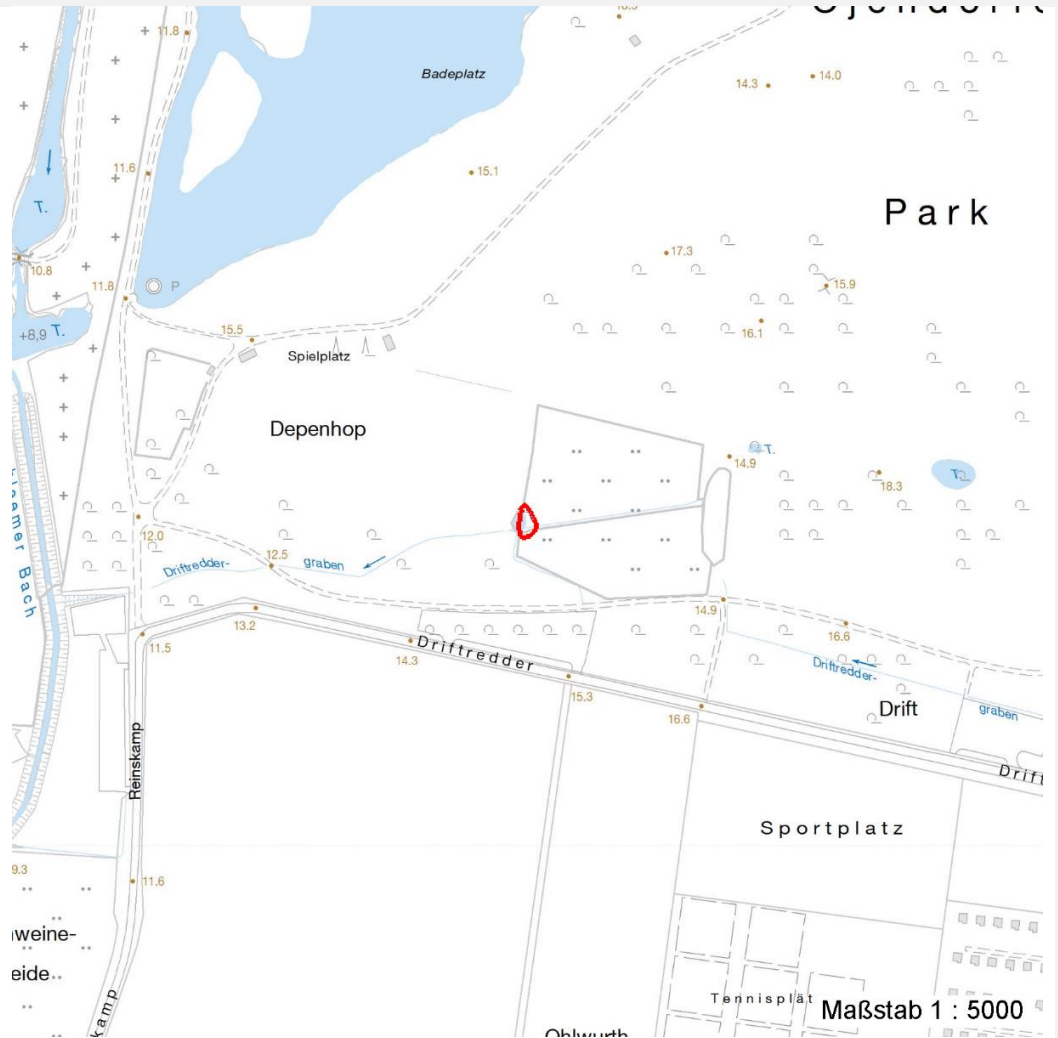 11.8
Badeplatz
14.3
14.0
11.6
15.1
T.
Park
17.3
10.8
11.8
P
15.9
+8,9 T.
15.5
16.1
Spielplatz
Depenhop
14.9
T.
18.3
T.
12.0
12.5
Driftredder-
graben
13.2
14.9
11.5
16.6
14.3
Driftredder
Driftredder-
15.3
Bach
16.6
Drift
graben
Reinskamp
Drift
Sportplatz
9.3
11.6
weine-
eide
kamp
Tennisplät
Maßstab 1 : 5000
Ohlwurth